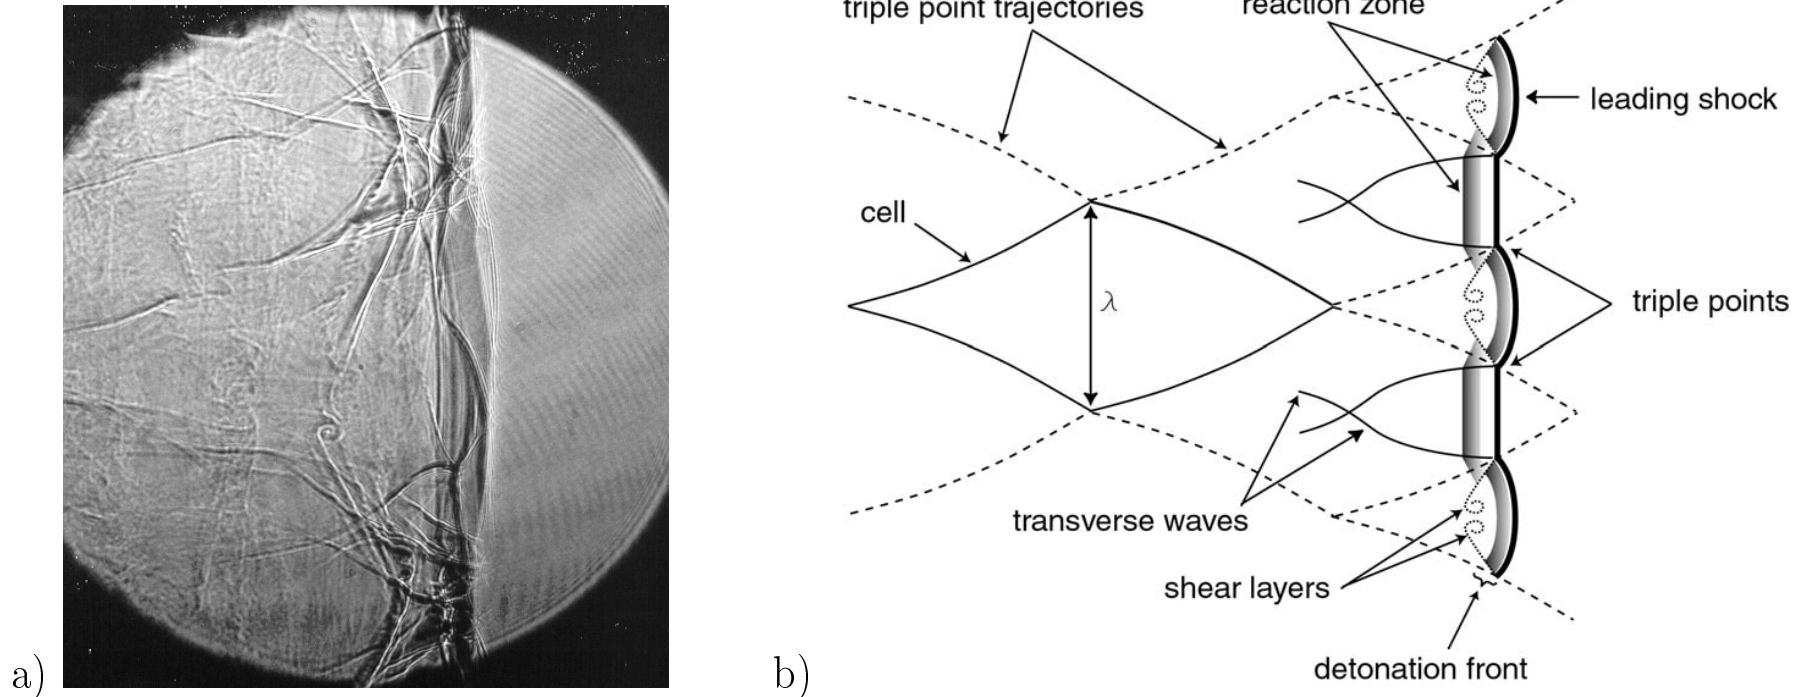 triple point trajectories
reaction zone
leading shock
cell
λ
triple points
transverse waves
shear layers
detonation front
a)
b)